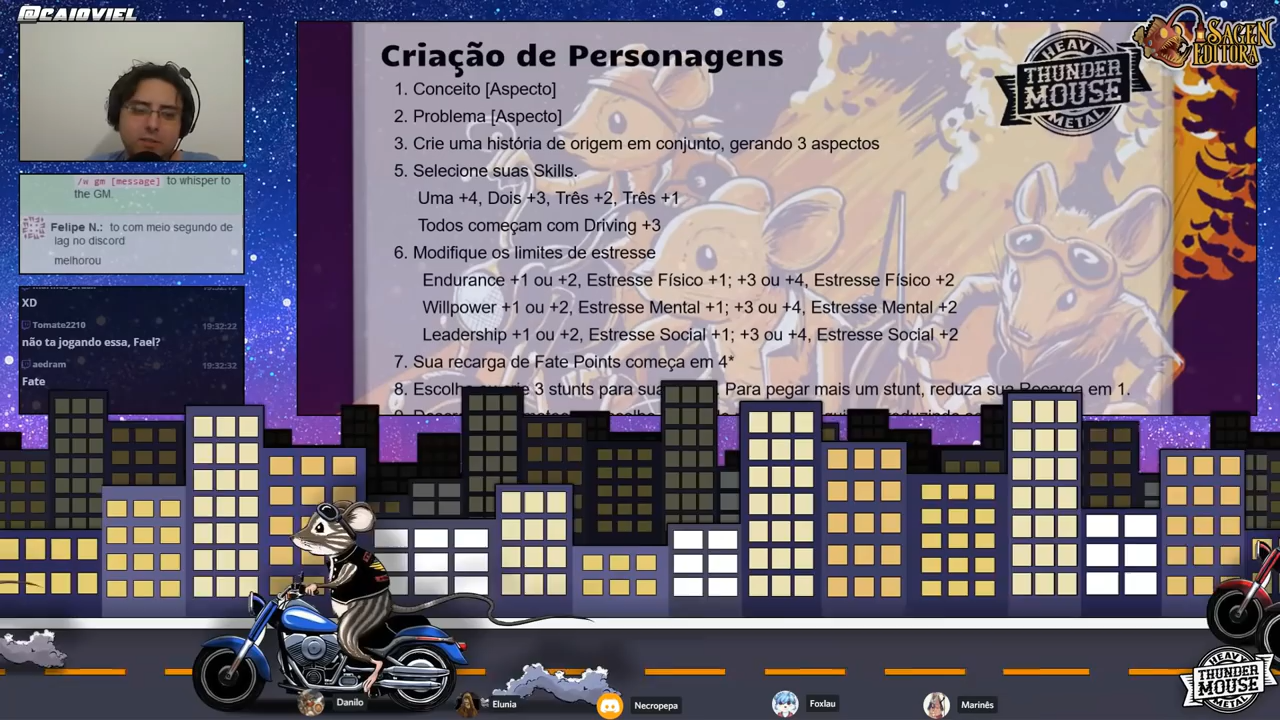 @CAIOVIEL
/w gm [message] to whisper to
the GM.
Felipe N.: to com meio segundo de
lag no discord
melhorou
XD
Tomate2210 19:32:22
não ta jogando essa, Fael?
aedram 19:32:32
Fate
Criação de Personagens
1. Conceito [Aspecto]
2. Problema [Aspecto]
3. Crie uma história de origem em conjunto, gerando 3 aspectos
5. Selecione suas Skills.
Uma +4, Dois +3, Três +2, Três +1
Todos começam com Driving +3
6. Modifique os limites de estresse
Endurance +1 ou +2, Estresse Físico +1; +3 ou +4, Estresse Físico +2
Willpower +1 ou +2, Estresse Mental +1; +3 ou +4, Estresse Mental +2
Leadership +1 ou +2, Estresse Social +1; +3 ou +4, Estresse Social +2
7. Sua recarga de Fate Points começa em 4*
8. Escolha ou crie 3 stunts para sua Para pegar mais um stunt, reduza sua Recarga em 1.
HEAVY
THUNDER
MOUSE
METAL
SAGEN
EDITORA
HEAVY
THUNDER
MOUSE
METAL
Danilo
Elunia
Necropepa
Foxlau
Marinês